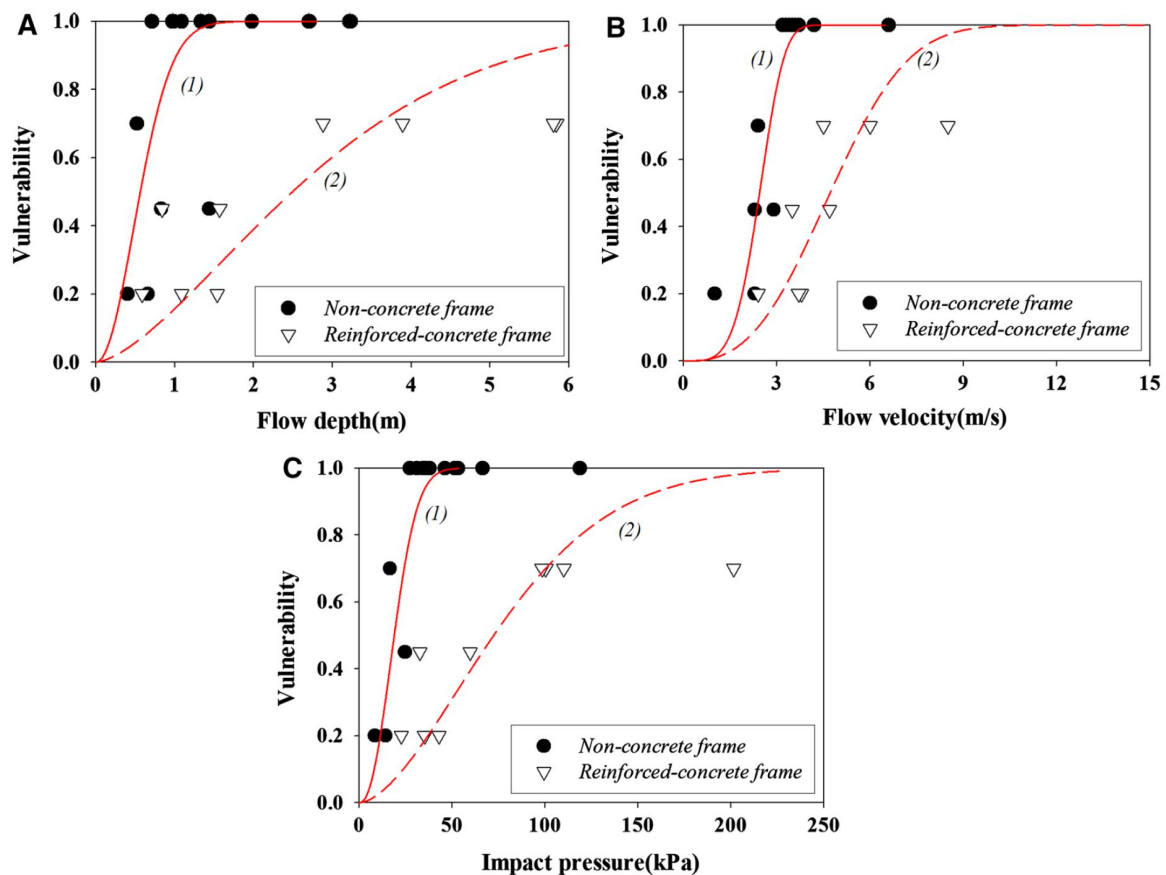 A
B
1.0
0.8
0.6
0.4
0.2
0.0
Vulnerability
(1)
(2)
Non-concrete frame
Reinforced-concrete frame
0 1 2 3 4 5 6
Flow depth(m)
1.0
0.8
0.6
0.4
0.2
0.0
Vulnerability
(1)
(2)
Non-concrete frame
Reinforced-concrete frame
0 3 6 9 12 15
Flow velocity(m/s)
C
1.0
0.8
0.6
0.4
0.2
0.0
Vulnerability
(1)
(2)
Non-concrete frame
Reinforced-concrete frame
0 50 100 150 200 250
Impact pressure(kPa)